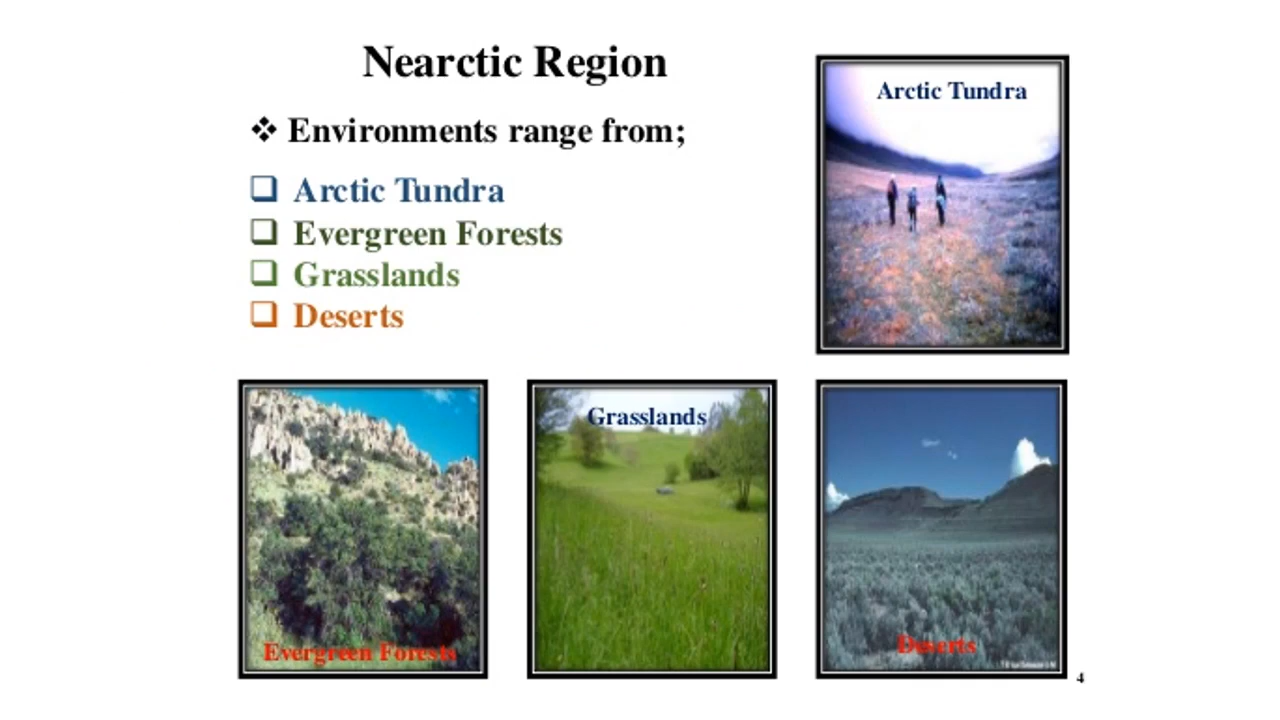 Nearctic Region
❖ Environments range from;
❑ Arctic Tundra
❑ Evergreen Forests
❑ Grasslands
❑ Deserts
Arctic Tundra
Evergreen Forests
Grasslands
Deserts
4